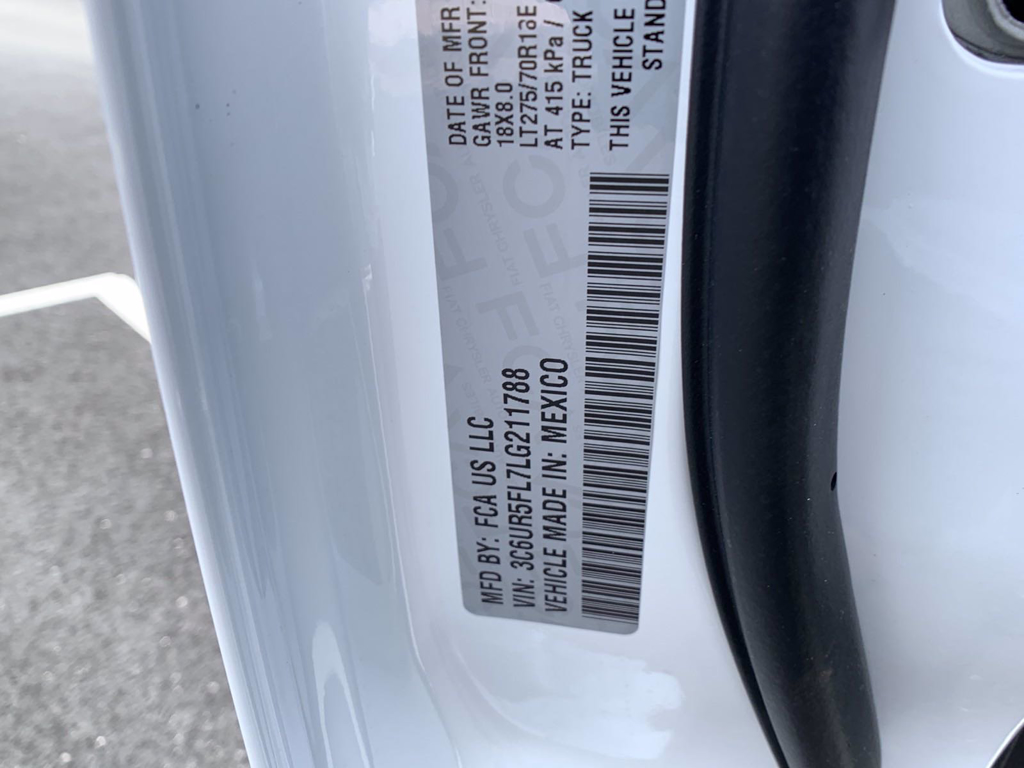 MFD BY: FCA US LLC
VIN: 3C6UR5FL7LG211788
VEHICLE MADE IN: MEXICO
DATE OF MFR
GAWR FRONT:
18X8.0
LT275/70R18E
AT 415 kPa /
TYPE: TRUCK
THIS VEHICLE
STAND